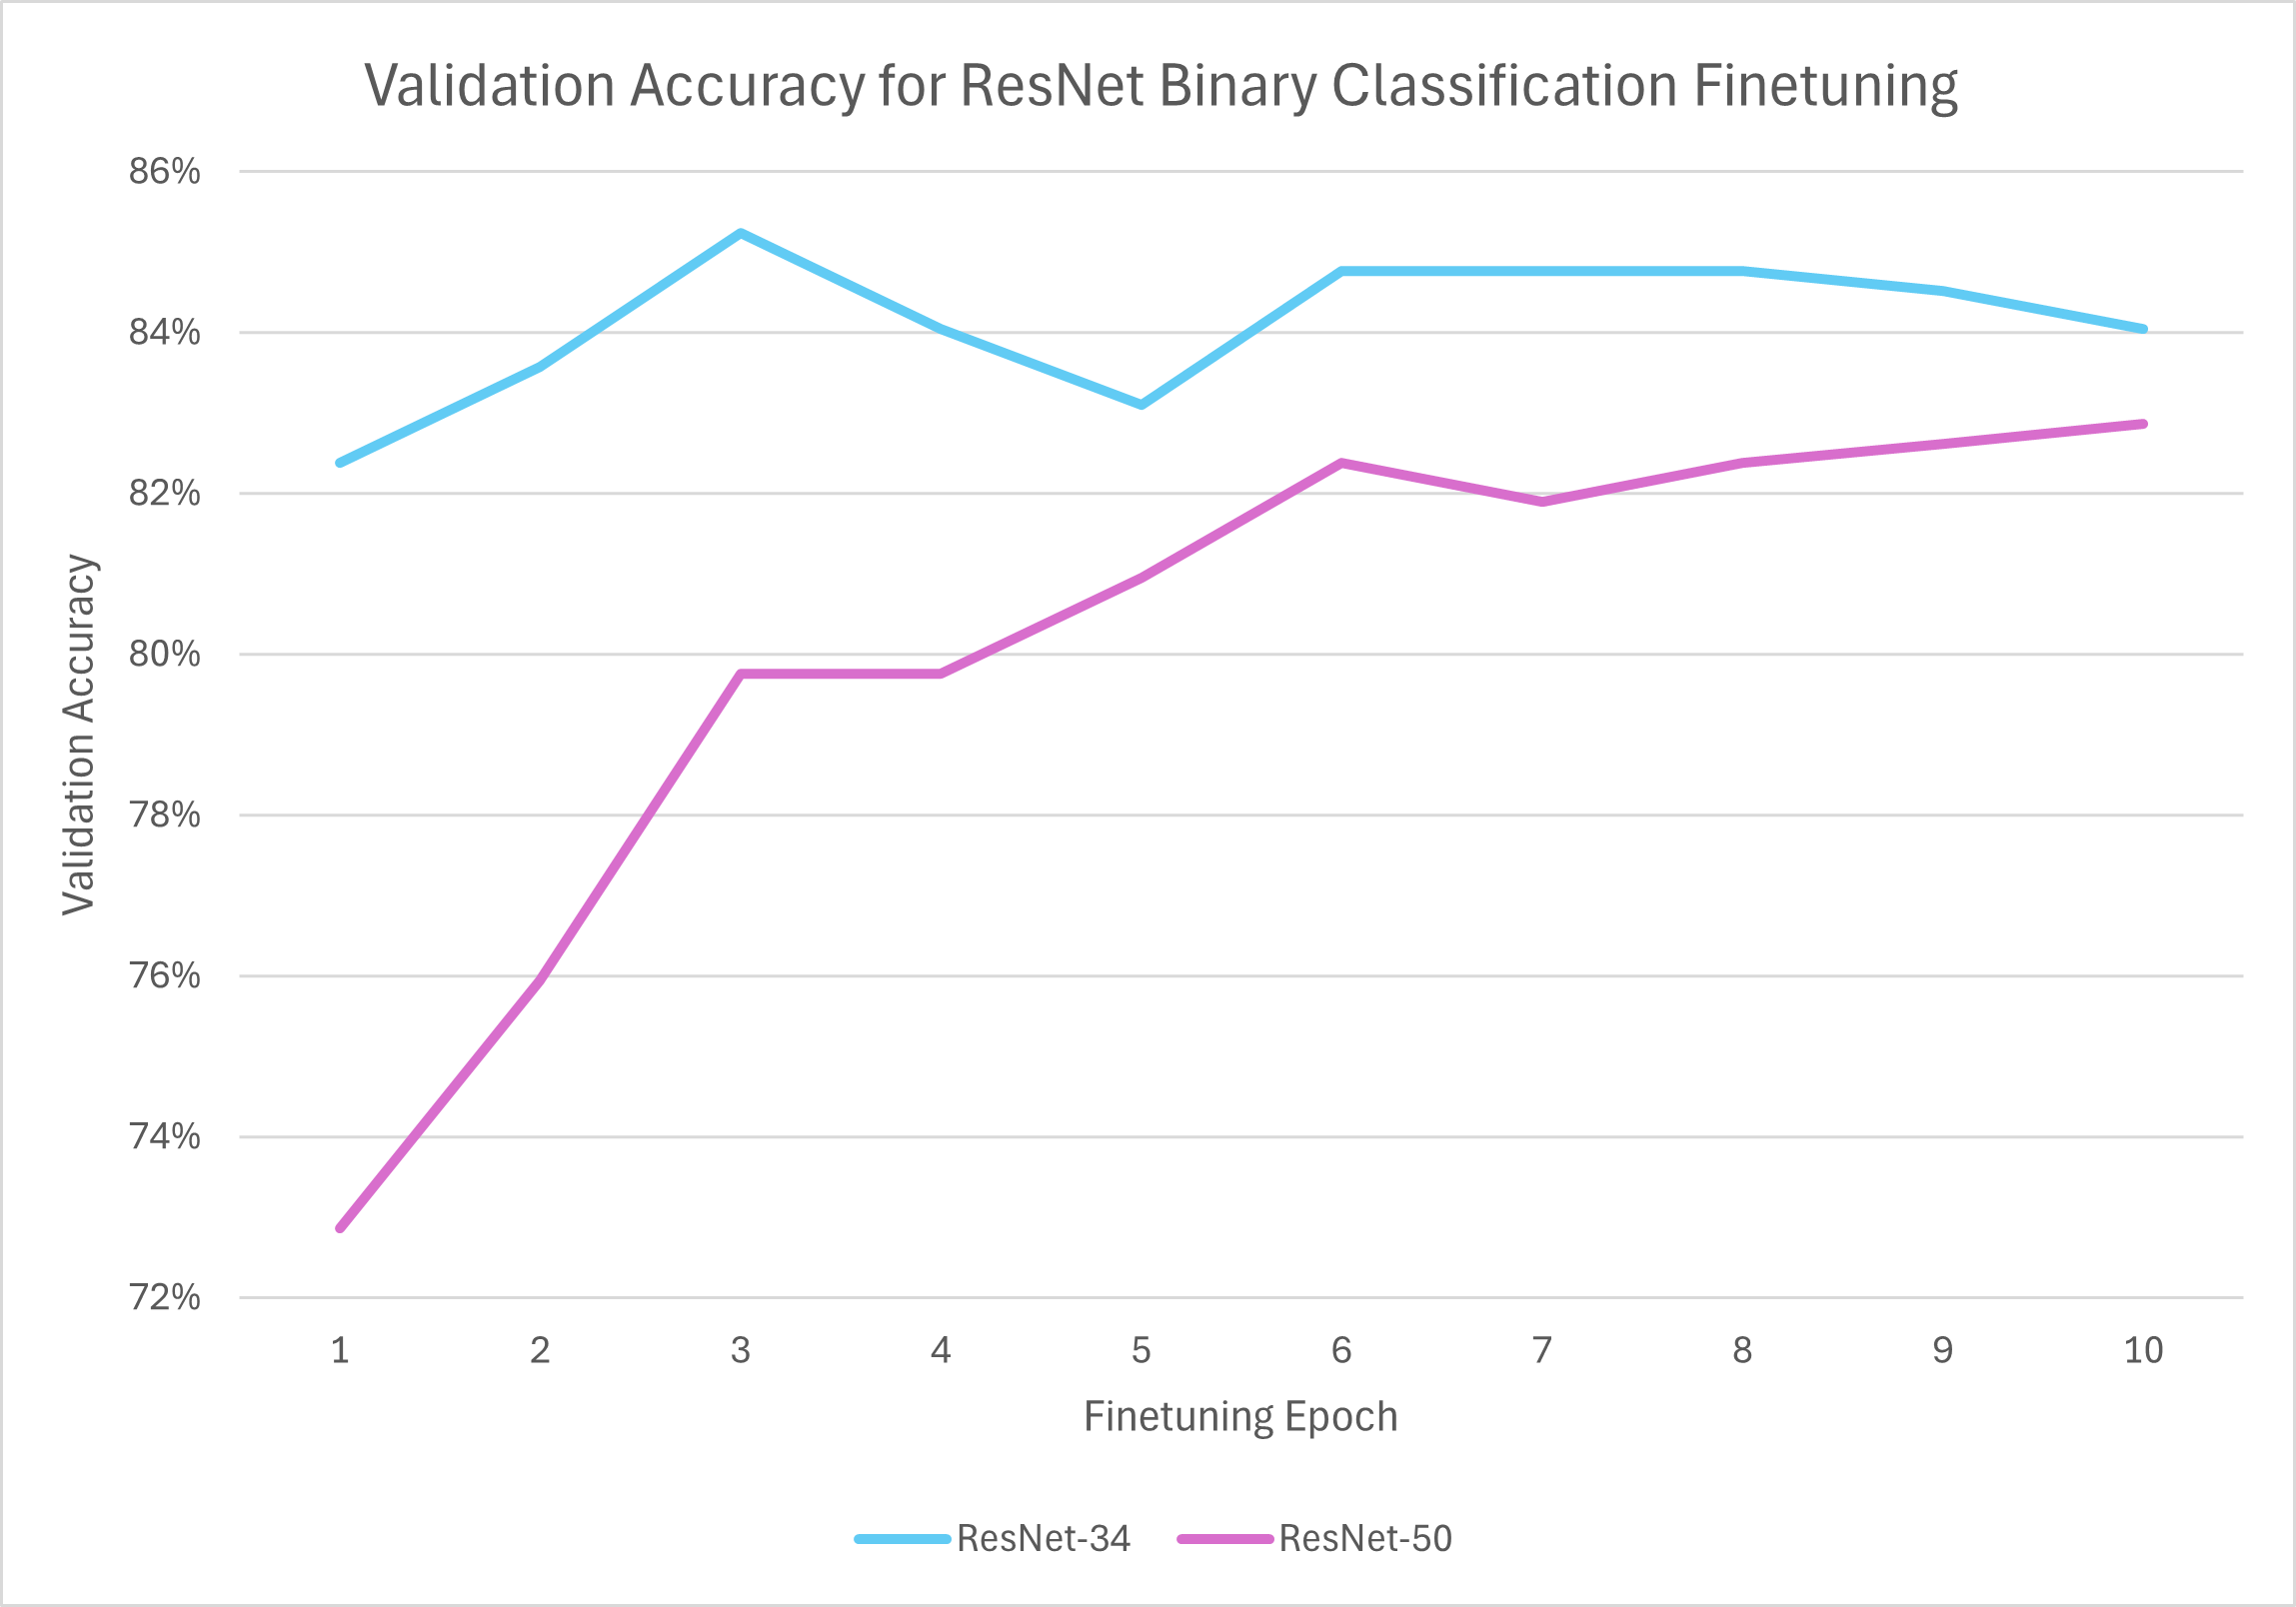 Validation Accuracy for ResNet Binary Classification Finetuning
86%
84%
82%
80%
78%
76%
74%
72%
Validation Accuracy
1 2 3 4 5 6 7 8 9 10
Finetuning Epoch
ResNet-34 ResNet-50